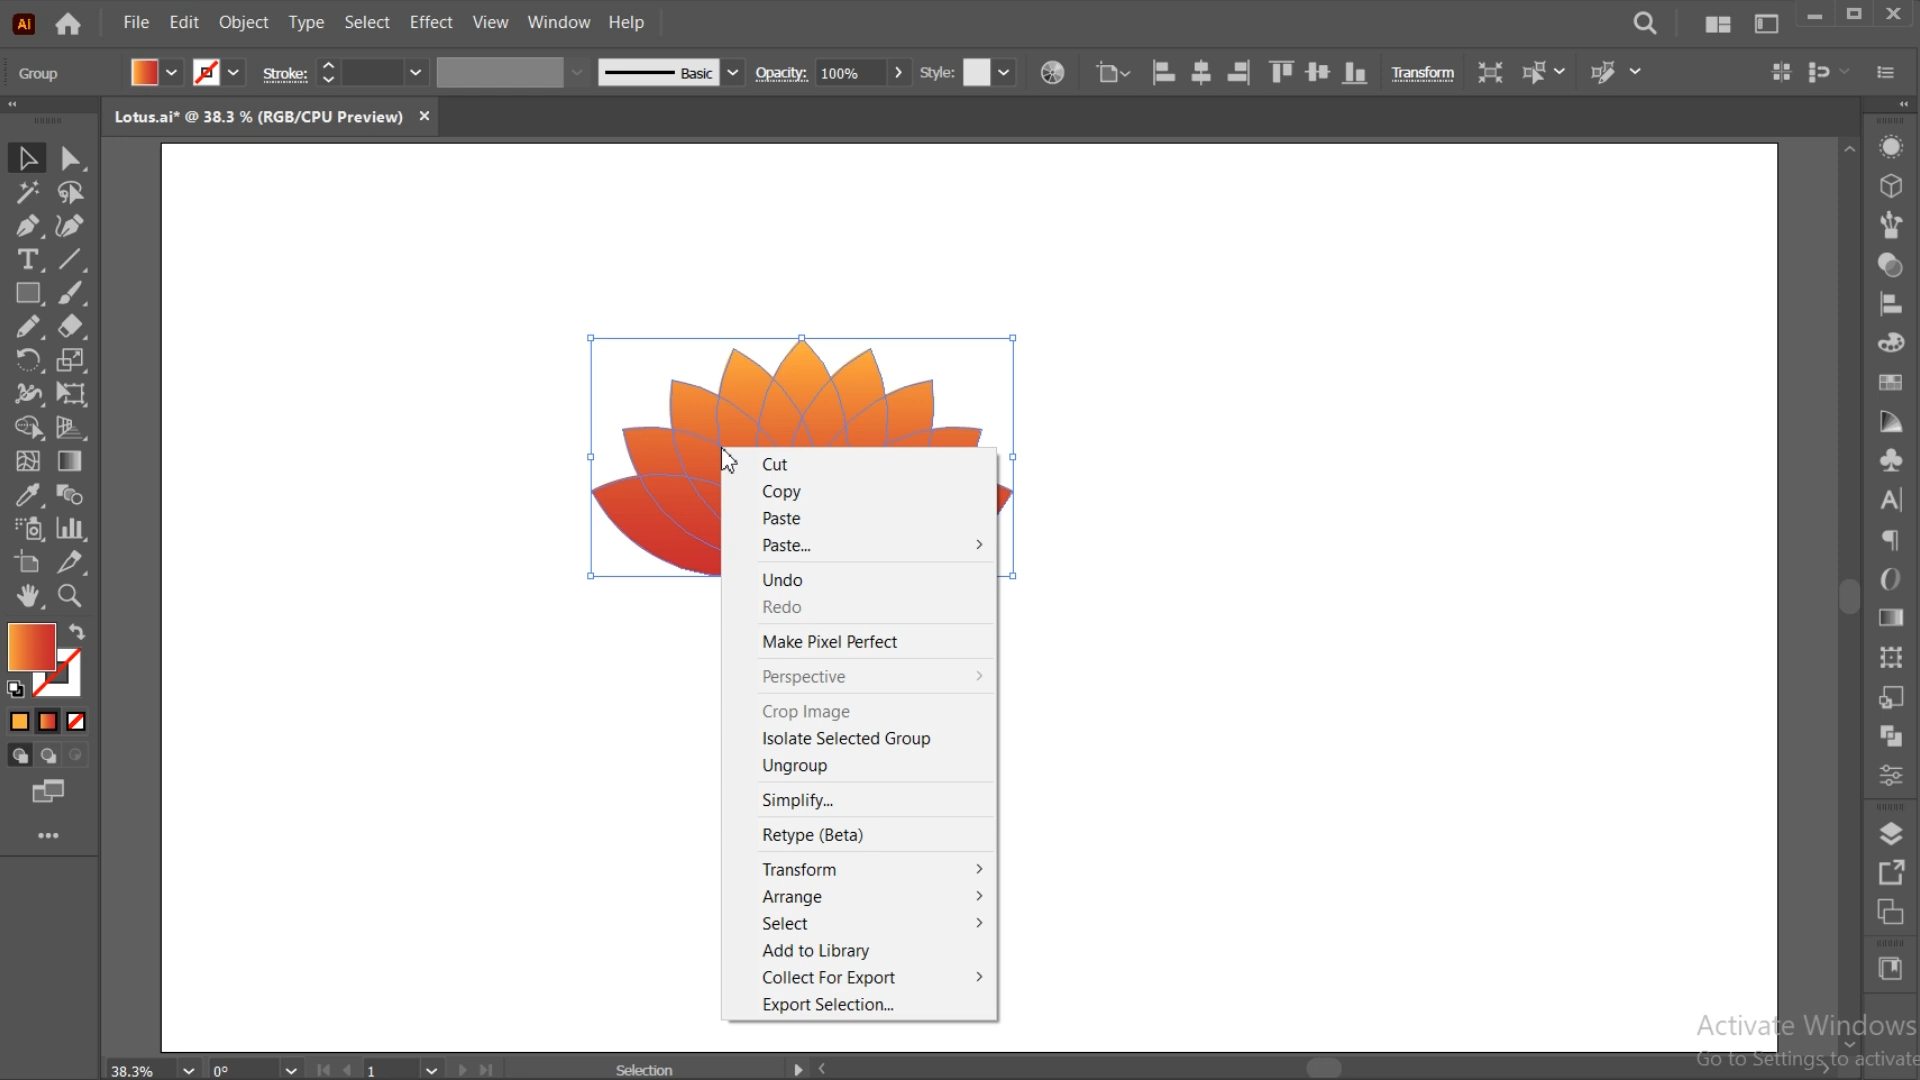 Ai File Edit Object Type Select Effect View Window Help
Group Stroke: Basic Opacity: 100% Style: Transform
Lotus.ai* @ 38.3 % (RGB/CPU Preview) ×
Cut
Copy
Paste
Paste...
Undo
Redo
Make Pixel Perfect
Perspective
Crop Image
Isolate Selected Group
Ungroup
Simplify...
Retype (Beta)
Transform
Arrange
Select
Add to Library
Collect For Export
Export Selection...
Activate Windows
Go to Settings to activate
38.3% 0° 1 Selection